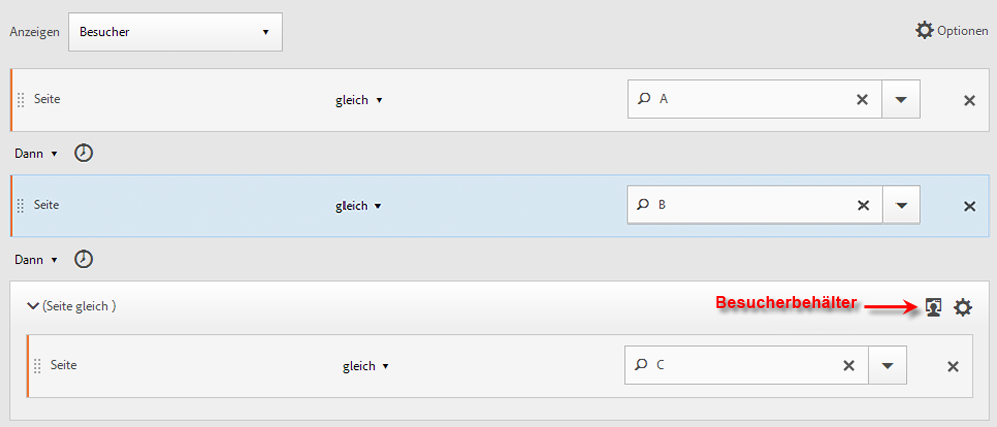 Anzeigen Besucher Optionen
Seite gleich A
Dann
Seite gleich B
Dann
(Seite gleich ) Besucherbehälter
Seite gleich C